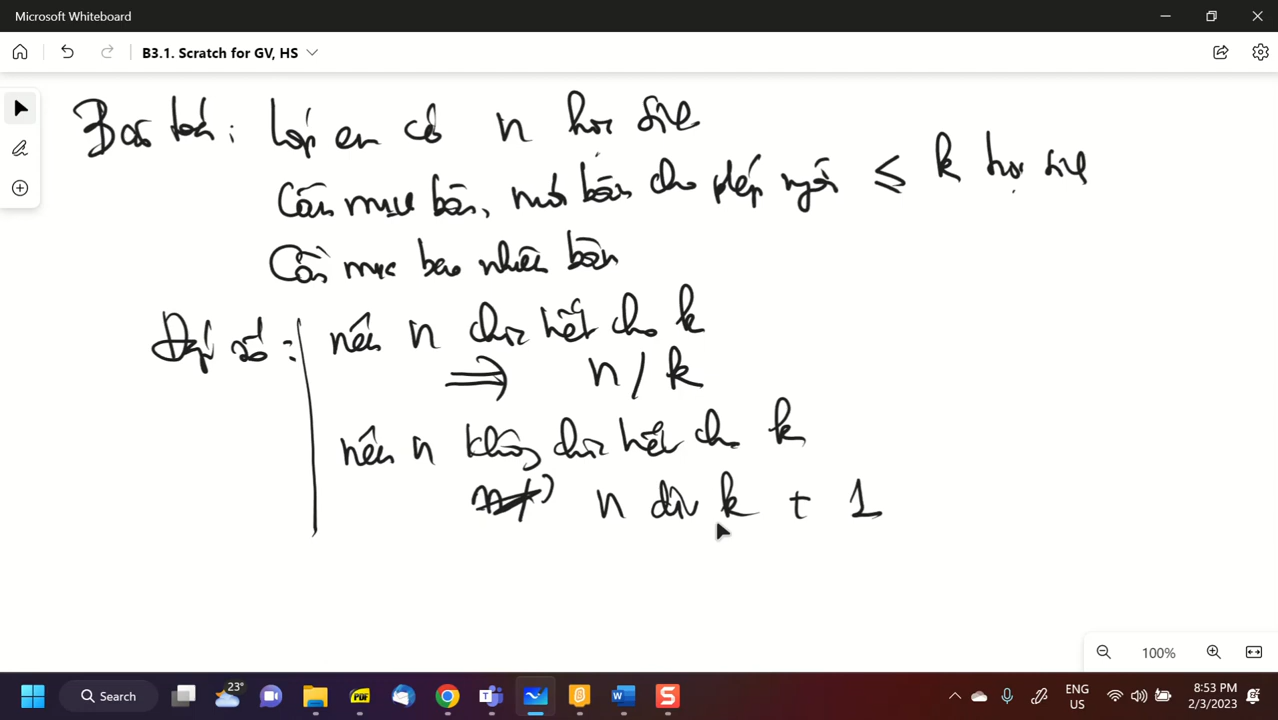 Microsoft Whiteboard
B3.1. Scratch for GV, HS
Bài toán: Lớp em có n học sinh
Cần mua bàn, mỗi bàn cho phép ngồi ≤ k học sinh
Cần mua bao nhiêu bàn
Đáp số: nếu n chia hết cho k
⇒ n / k
nếu n không chia hết cho k
n div k + 1
100%
23°
Search
ENG
US
8:53 PM
2/3/2023